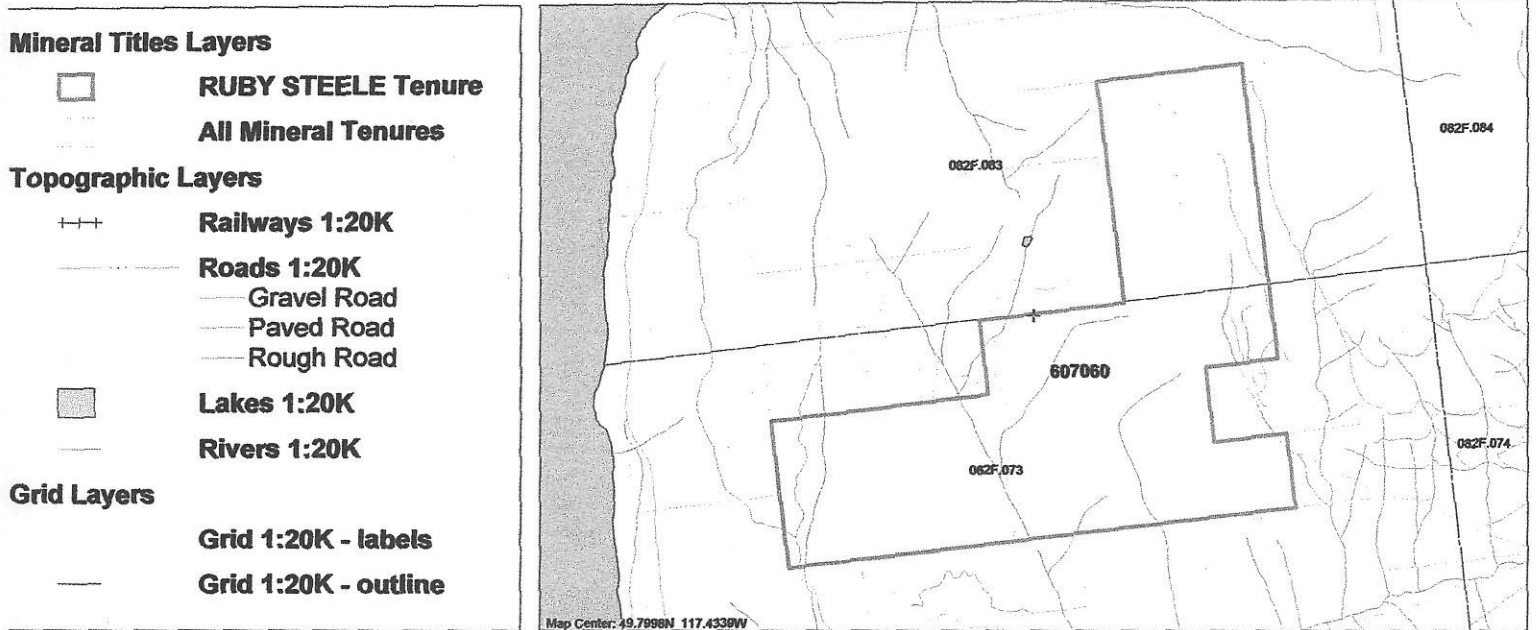 Mineral Titles Layers
RUBY STEELE Tenure
All Mineral Tenures
Topographic Layers
Railways 1:20K
Roads 1:20K
Gravel Road
Paved Road
Rough Road
Lakes 1:20K
Rivers 1:20K
Grid Layers
Grid 1:20K - labels
Grid 1:20K - outline
082F.084
082F.083
607060
082F.074
082F.073
Map Center: 49.7998N 117.4339W